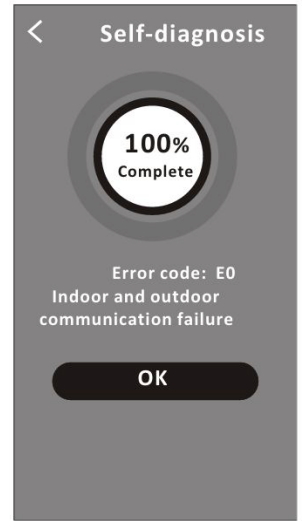 Self-diagnosis
100%
Complete
Error code: E0
Indoor and outdoor
communication failure
OK